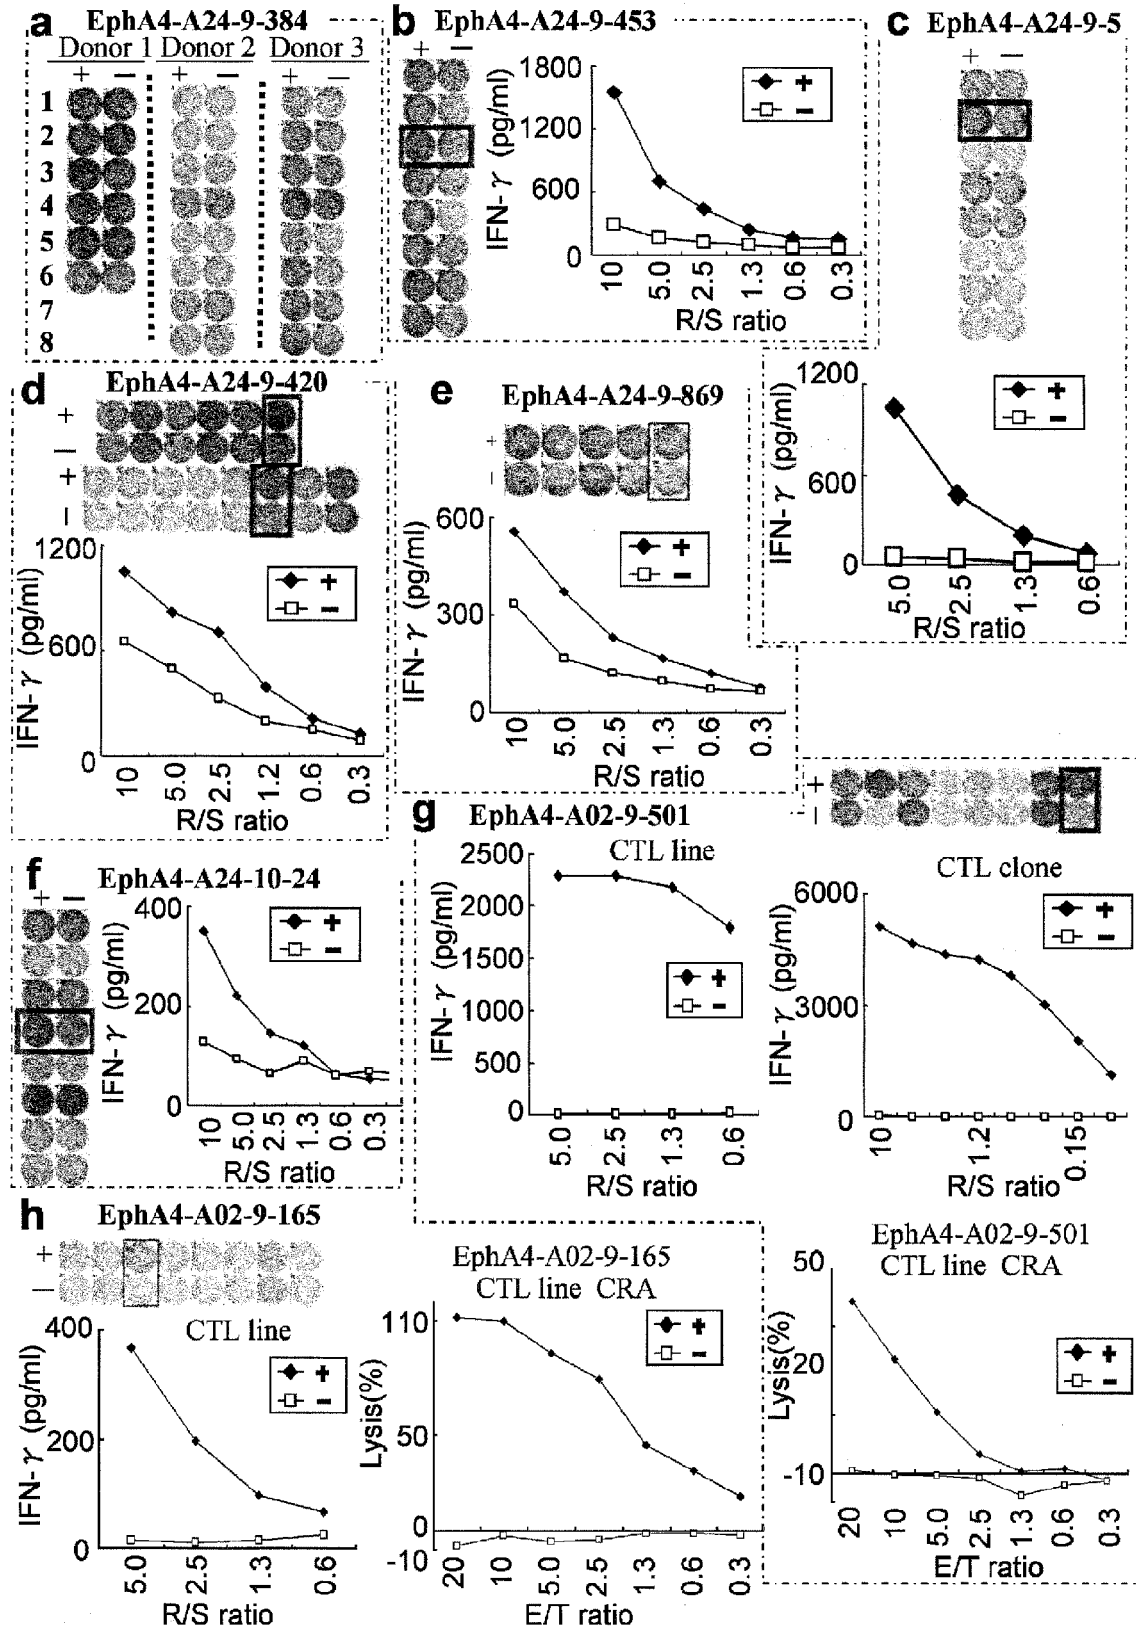 a EphA4-A24-9-384
Donor 1 Donor 2 Donor 3
+ − + − + −
1
2
3
4
5
6
7
8
b EphA4-A24-9-453
+ −
IFN-γ (pg/ml)
1800
1200
600
0
+
−
10 5.0 2.5 1.3 0.6 0.3
R/S ratio
c EphA4-A24-9-5
+ −
IFN-γ (pg/ml)
1200
600
0
+
−
5.0 2.5 1.3 0.6
R/S ratio
d EphA4-A24-9-420
+
−
+
−
IFN-γ (pg/ml)
1200
600
0
+
−
10 5.0 2.5 1.2 0.6 0.3
R/S ratio
e EphA4-A24-9-869
+
−
IFN-γ (pg/ml)
600
300
0
+
−
10 5.0 2.5 1.3 0.6 0.3
R/S ratio
f EphA4-A24-10-24
+ −
IFN-γ (pg/ml)
400
200
0
+
−
10 5.0 2.5 1.3 0.6 0.3
R/S ratio
g EphA4-A02-9-501
CTL line
IFN-γ (pg/ml)
2500
2000
1500
1000
500
0
+
−
5.0 2.5 1.3 0.6
R/S ratio
+
−
CTL clone
IFN-γ (pg/ml)
6000
3000
0
+
−
10 1.2 0.15
R/S ratio
EphA4-A02-9-501
CTL line CRA
Lysis(%)
50
20
-10
+
−
20 10 5.0 2.5 1.3 0.6 0.3
E/T ratio
h EphA4-A02-9-165
+
−
CTL line
IFN-γ (pg/ml)
400
200
0
+
−
5.0 2.5 1.3 0.6
R/S ratio
EphA4-A02-9-165
CTL line CRA
Lysis(%)
110
50
0
-10
+
−
20 10 5.0 2.5 1.3 0.6 0.3
E/T ratio